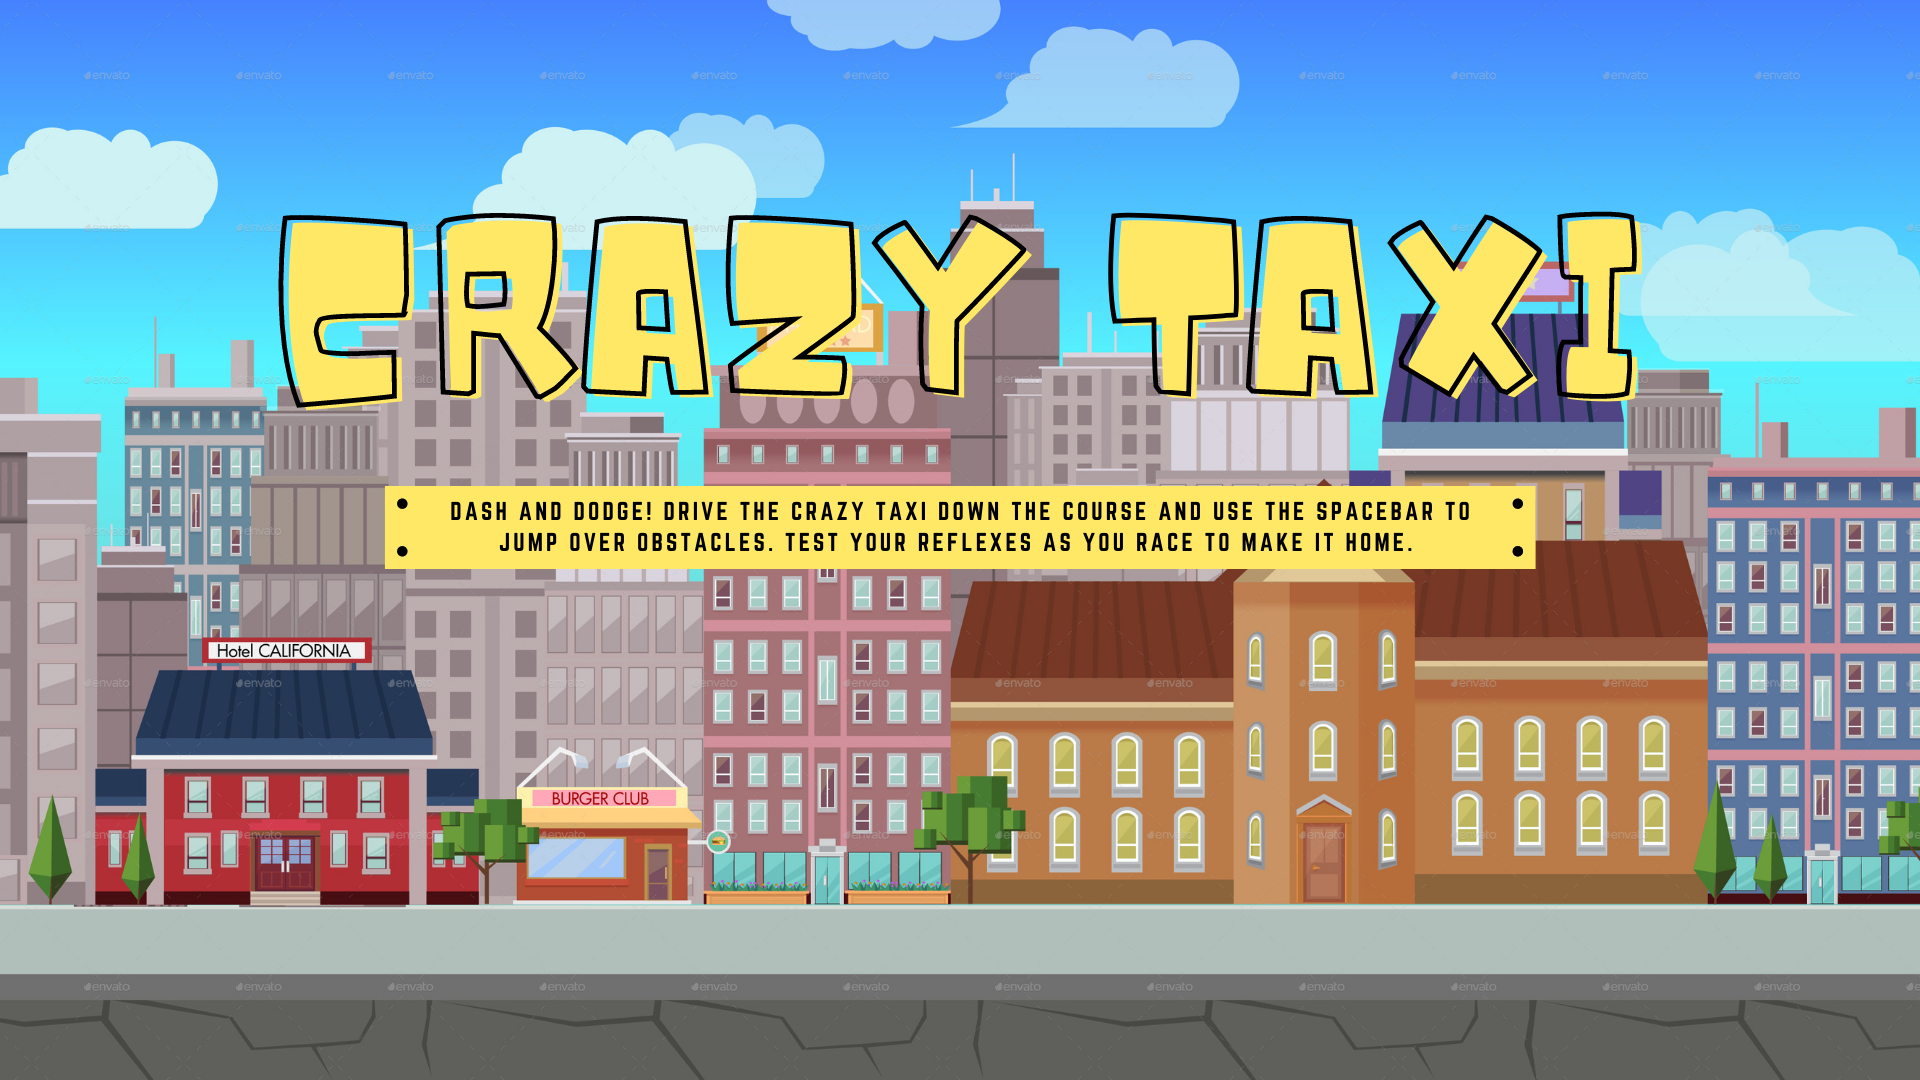 CRAZY TAXI
DASH AND DODGE! DRIVE THE CRAZY TAXI DOWN THE COURSE AND USE THE SPACEBAR TO
JUMP OVER OBSTACLES. TEST YOUR REFLEXES AS YOU RACE TO MAKE IT HOME.
Hotel CALIFORNIA
BURGER CLUB
envato